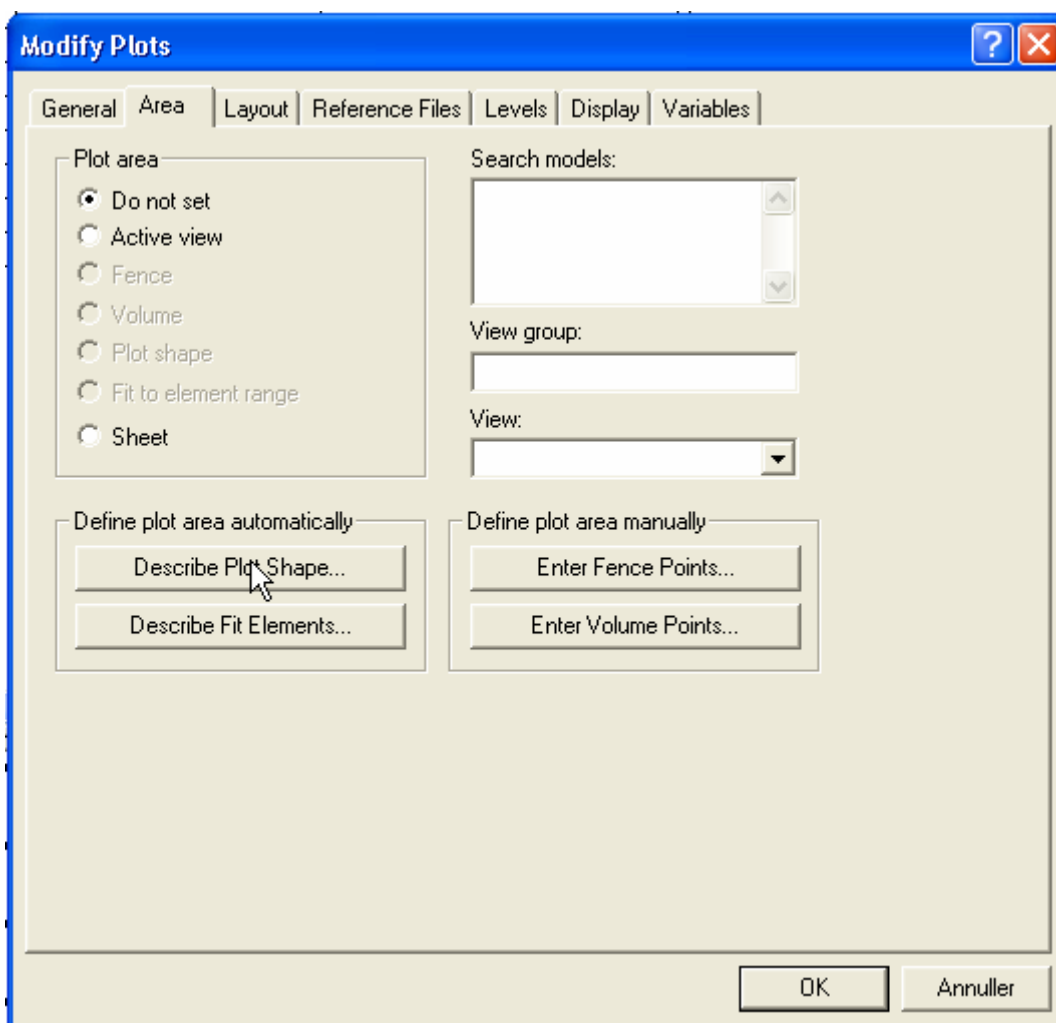 Modify Plots
General Area Layout Reference Files Levels Display Variables
Plot area
Do not set
Active view
Fence
Volume
Plot shape
Fit to element range
Sheet
Search models:
View group:
View:
Define plot area automatically
Describe Plot Shape...
Describe Fit Elements...
Define plot area manually
Enter Fence Points...
Enter Volume Points...
OK Annuller